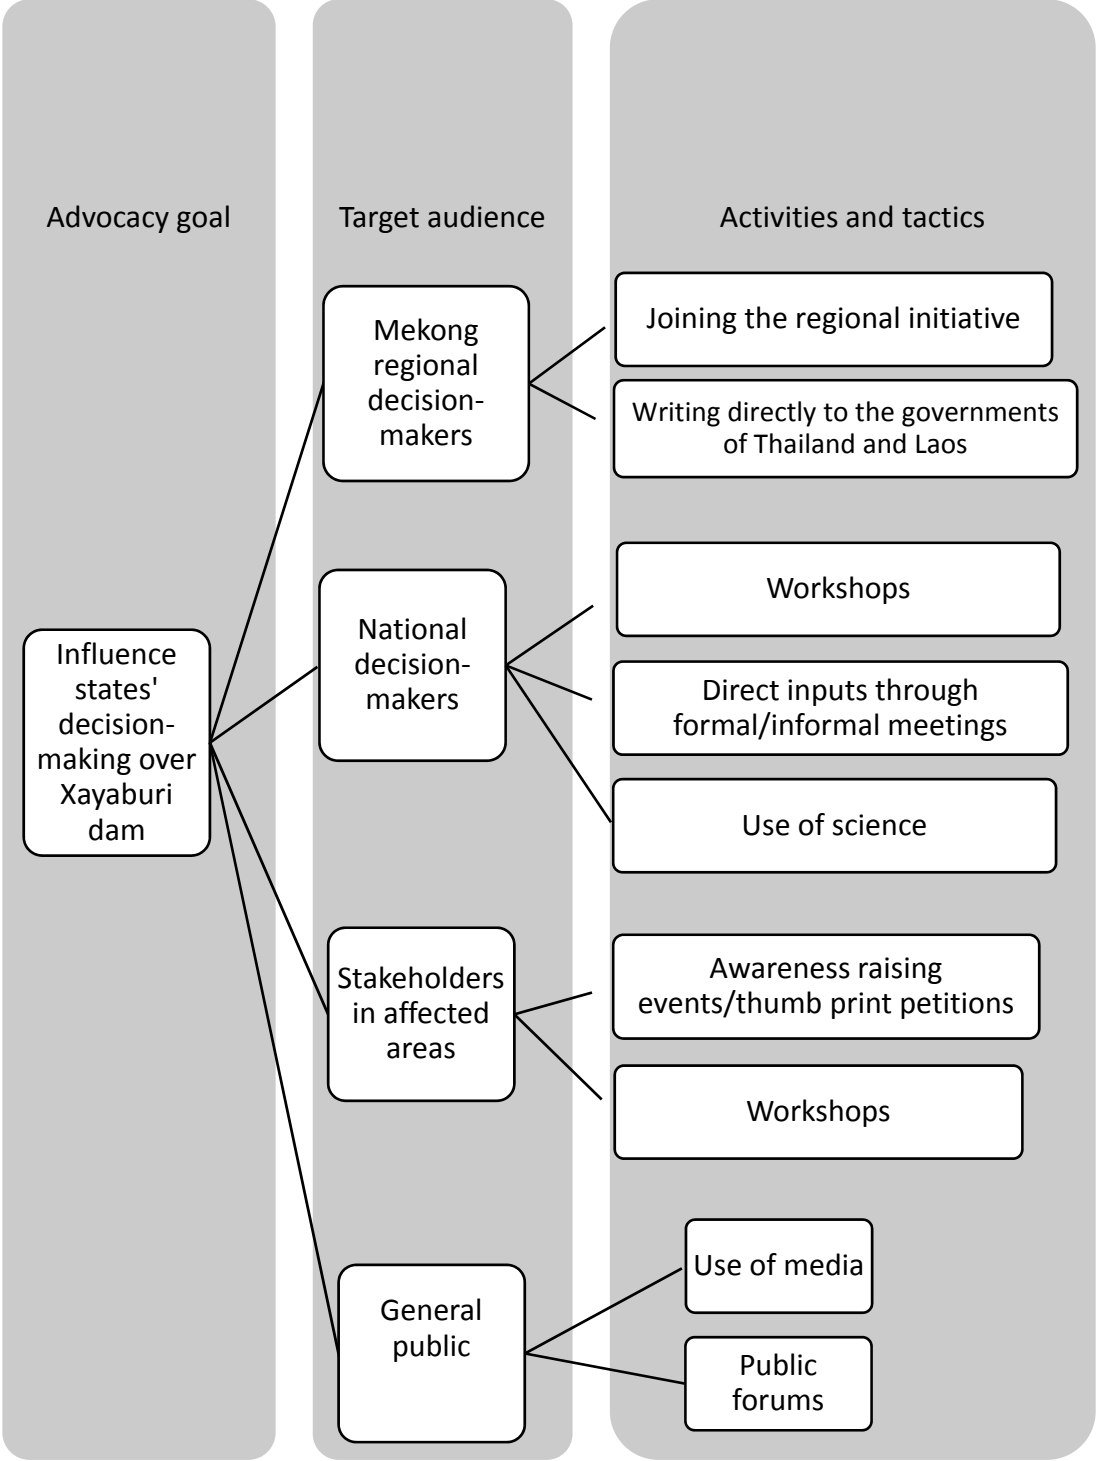 Advocacy goal
Target audience
Activities and tactics
Influence
states'
decision-
making over
Xayaburi
dam
Mekong
regional
decision-
makers
Joining the regional initiative
Writing directly to the governments
of Thailand and Laos
National
decision-
makers
Workshops
Direct inputs through
formal/informal meetings
Use of science
Stakeholders
in affected
areas
Awareness raising
events/thumb print petitions
Workshops
General
public
Use of media
Public
forums